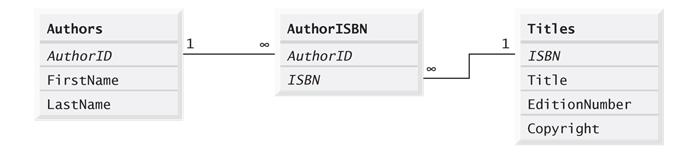 Authors
AuthorID
FirstName
LastName
1
∞
AuthorISBN
AuthorID
ISBN
∞
1
Titles
ISBN
Title
EditionNumber
Copyright